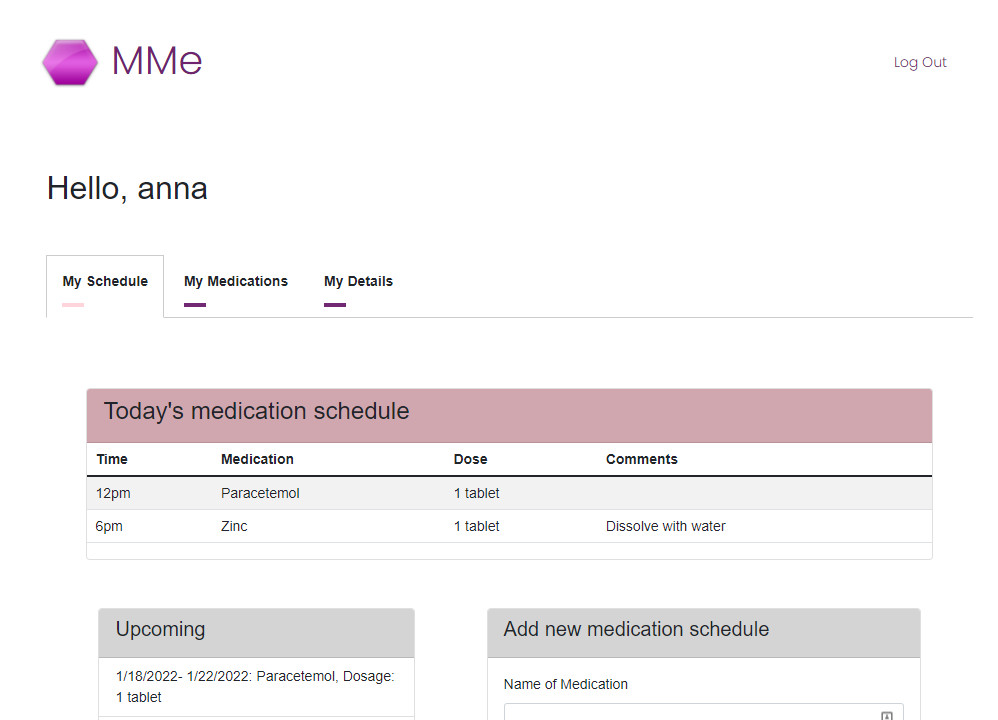 MMe
Log Out
Hello, anna
My Schedule
My Medications
My Details
Today's medication schedule
Time Medication Dose Comments
12pm Paracetemol 1 tablet
6pm Zinc 1 tablet Dissolve with water
Upcoming
1/18/2022- 1/22/2022: Paracetemol, Dosage:
1 tablet
Add new medication schedule
Name of Medication